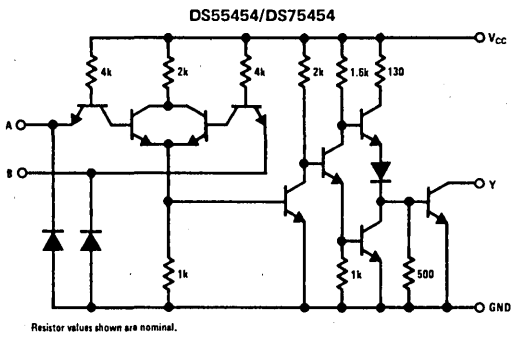 DS55454/DS75454
VCC
4k 2k 4k 2k 1.6k 130
A
B
Y
1k 1k 500
GND
Resistor values shown are nominal.